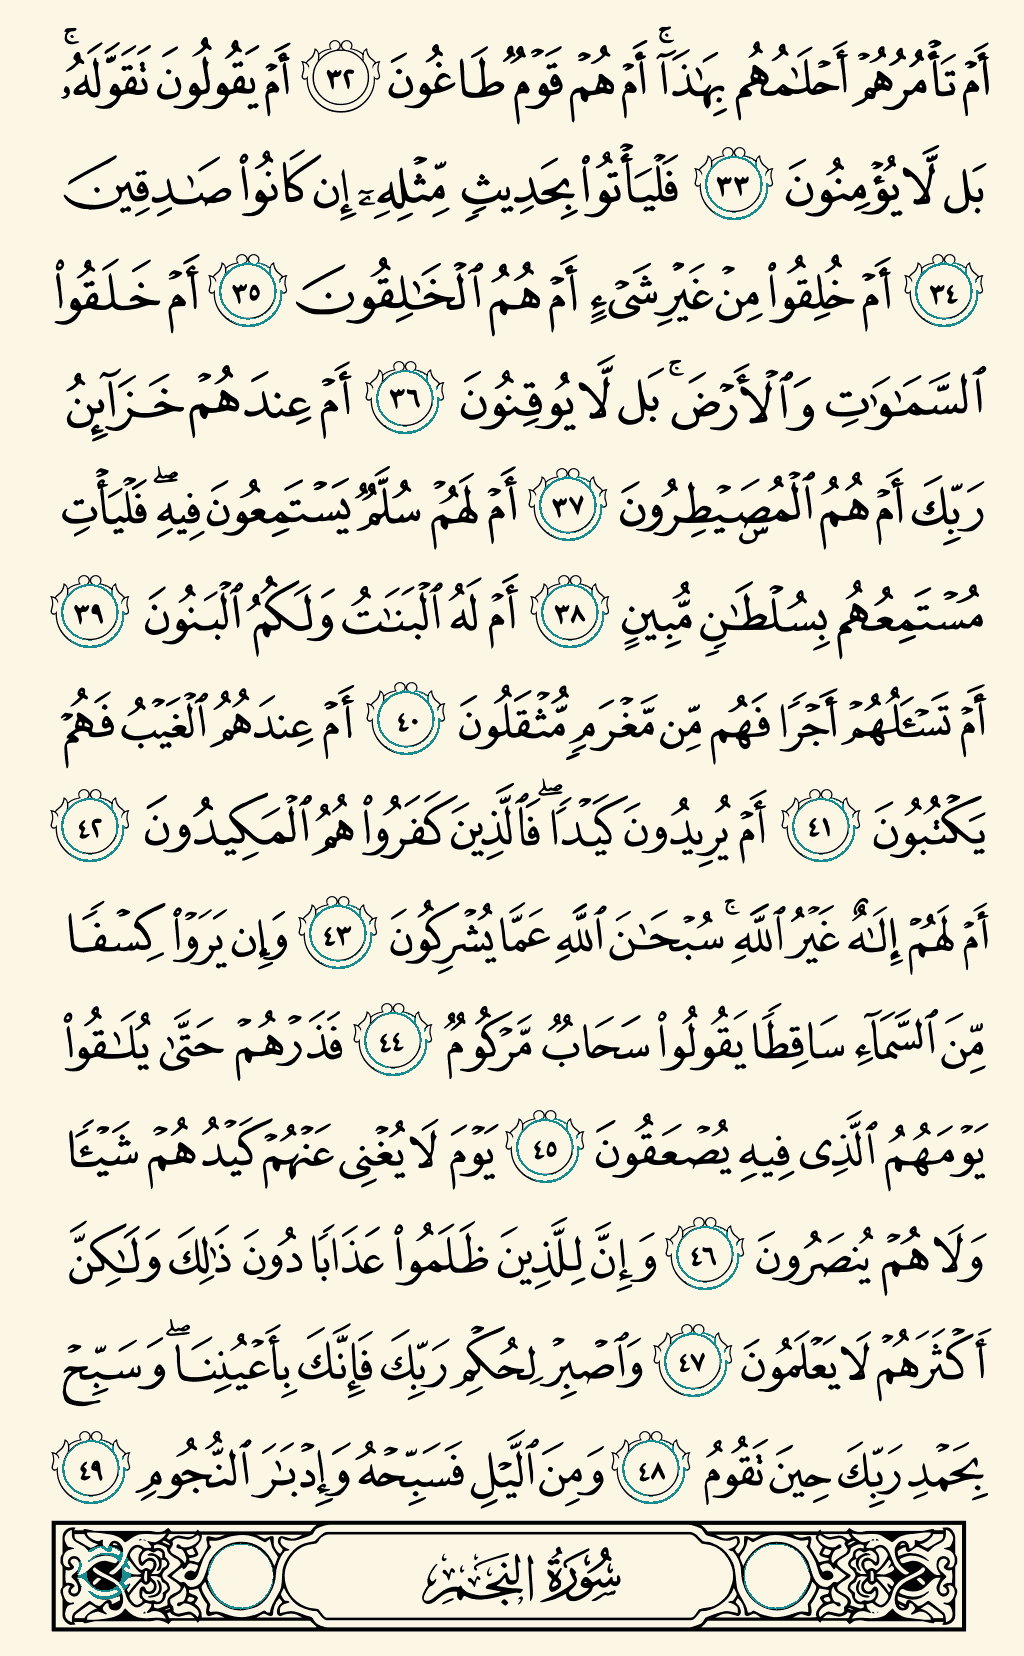 أَمْ تَأْمُرُهُمْ أَحْلَـٰمُهُم بِهَـٰذَآ ۚ أَمْ هُمْ قَوْمٌ طَاغُونَ ٣٢ أَمْ يَقُولُونَ تَقَوَّلَهُۥ ۚ
بَل لَّا يُؤْمِنُونَ ٣٣ فَلْيَأْتُوا۟ بِحَدِيثٍ مِّثْلِهِۦٓ إِن كَانُوا۟ صَـٰدِقِينَ
٣٤ أَمْ خُلِقُوا۟ مِنْ غَيْرِ شَىْءٍ أَمْ هُمُ ٱلْخَـٰلِقُونَ ٣٥ أَمْ خَلَقُوا۟
ٱلسَّمَـٰوَٰتِ وَٱلْأَرْضَ ۚ بَل لَّا يُوقِنُونَ ٣٦ أَمْ عِندَهُمْ خَزَآئِنُ
رَبِّكَ أَمْ هُمُ ٱلْمُصَۣيْطِرُونَ ٣٧ أَمْ لَهُمْ سُلَّمٌ يَسْتَمِعُونَ فِيهِ ۖ فَلْيَأْتِ
مُسْتَمِعُهُم بِسُلْطَـٰنٍ مُّبِينٍ ٣٨ أَمْ لَهُ ٱلْبَنَـٰتُ وَلَكُمُ ٱلْبَنُونَ ٣٩
أَمْ تَسْـَٔلُهُمْ أَجْرًا فَهُم مِّن مَّغْرَمٍ مُّثْقَلُونَ ٤٠ أَمْ عِندَهُمُ ٱلْغَيْبُ فَهُمْ
يَكْتُبُونَ ٤١ أَمْ يُرِيدُونَ كَيْدًا ۖ فَٱلَّذِينَ كَفَرُوا۟ هُمُ ٱلْمَكِيدُونَ ٤٢
أَمْ لَهُمْ إِلَـٰهٌ غَيْرُ ٱللَّهِ ۚ سُبْحَـٰنَ ٱللَّهِ عَمَّا يُشْرِكُونَ ٤٣ وَإِن يَرَوْا۟ كِسْفًا
مِّنَ ٱلسَّمَآءِ سَاقِطًا يَقُولُوا۟ سَحَابٌ مَّرْكُومٌ ٤٤ فَذَرْهُمْ حَتَّىٰ يُلَـٰقُوا۟
يَوْمَهُمُ ٱلَّذِى فِيهِ يُصْعَقُونَ ٤٥ يَوْمَ لَا يُغْنِى عَنْهُمْ كَيْدُهُمْ شَيْـًٔا
وَلَا هُمْ يُنصَرُونَ ٤٦ وَإِنَّ لِلَّذِينَ ظَلَمُوا۟ عَذَابًا دُونَ ذَٰلِكَ وَلَـٰكِنَّ
أَكْثَرَهُمْ لَا يَعْلَمُونَ ٤٧ وَٱصْبِرْ لِحُكْمِ رَبِّكَ فَإِنَّكَ بِأَعْيُنِنَا ۖ وَسَبِّحْ
بِحَمْدِ رَبِّكَ حِينَ تَقُومُ ٤٨ وَمِنَ ٱلَّيْلِ فَسَبِّحْهُ وَإِدْبَـٰرَ ٱلنُّجُومِ ٤٩
سُورَةُ النَّجْمِ